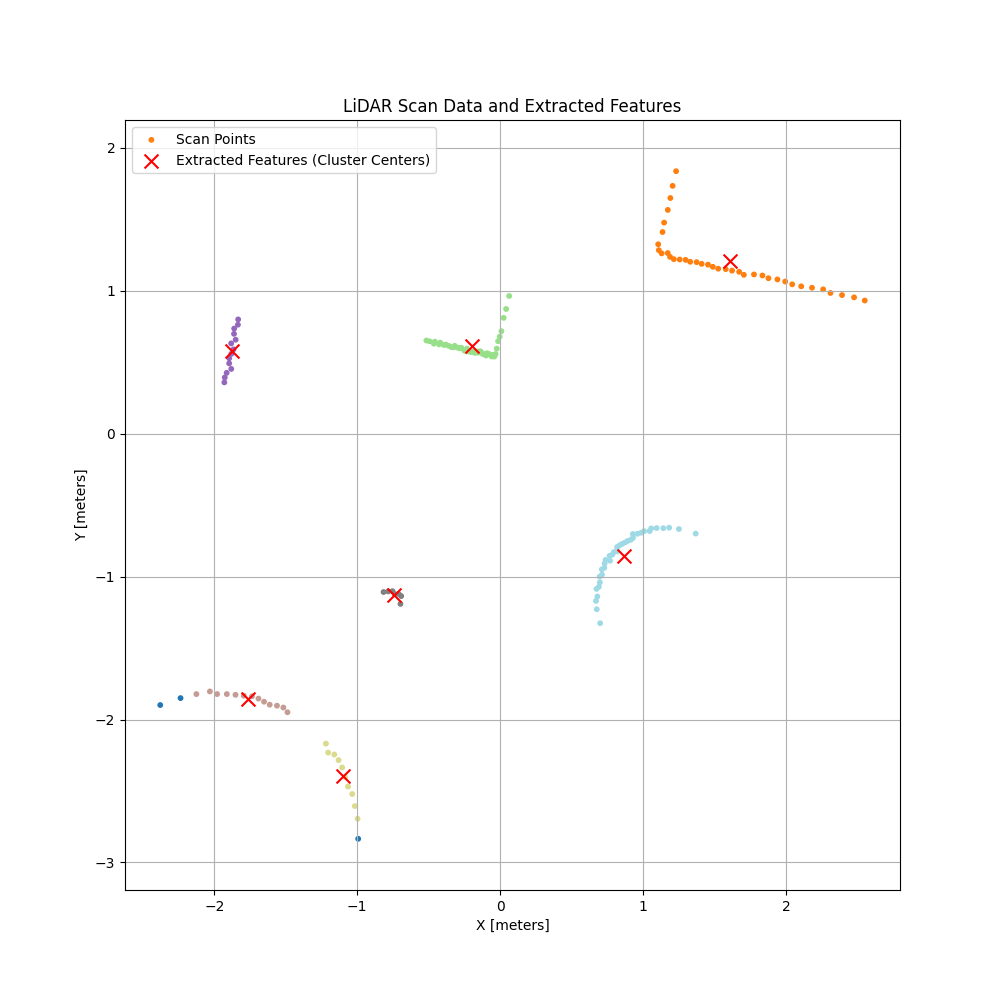 LiDAR Scan Data and Extracted Features
Scan Points
Extracted Features (Cluster Centers)
2
1
0
−1
−2
−3
Y [meters]
−2 −1 0 1 2
X [meters]